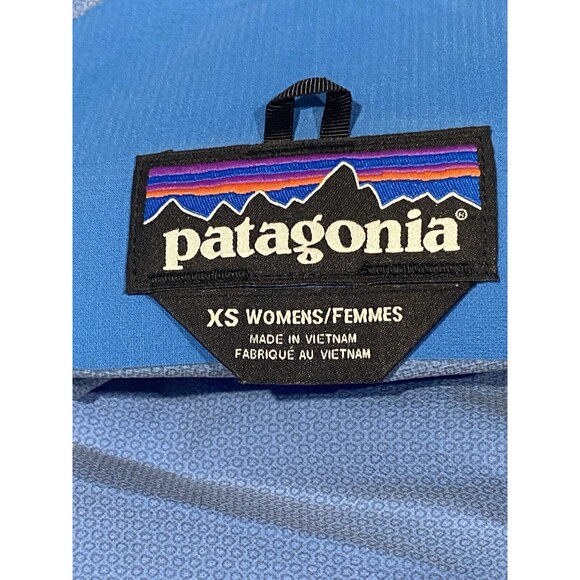 patagonia®
XS WOMENS/FEMMES
MADE IN VIETNAM
FABRIQUÉ AU VIETNAM